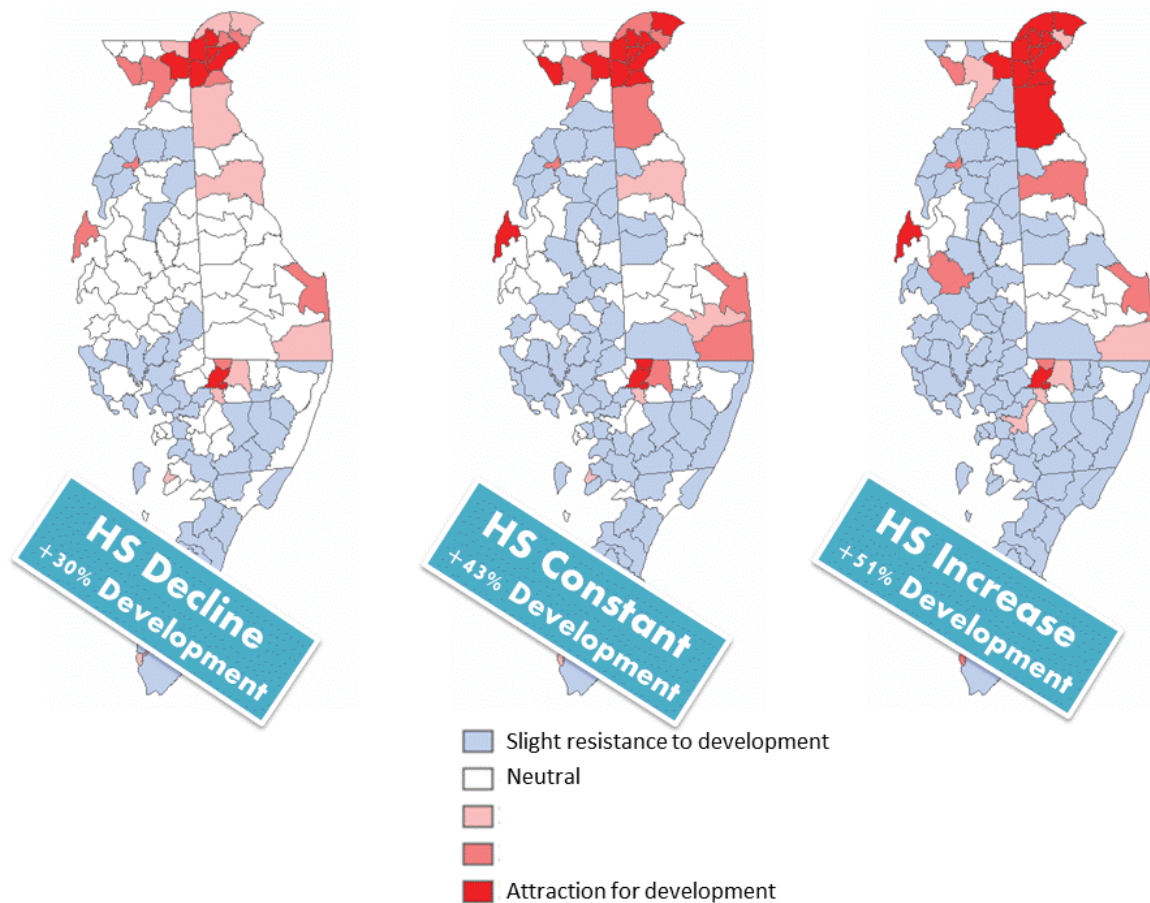 HS Decline
+30% Development
HS Constant
+43% Development
HS Increase
+51% Development
Slight resistance to development
Neutral
Attraction for development